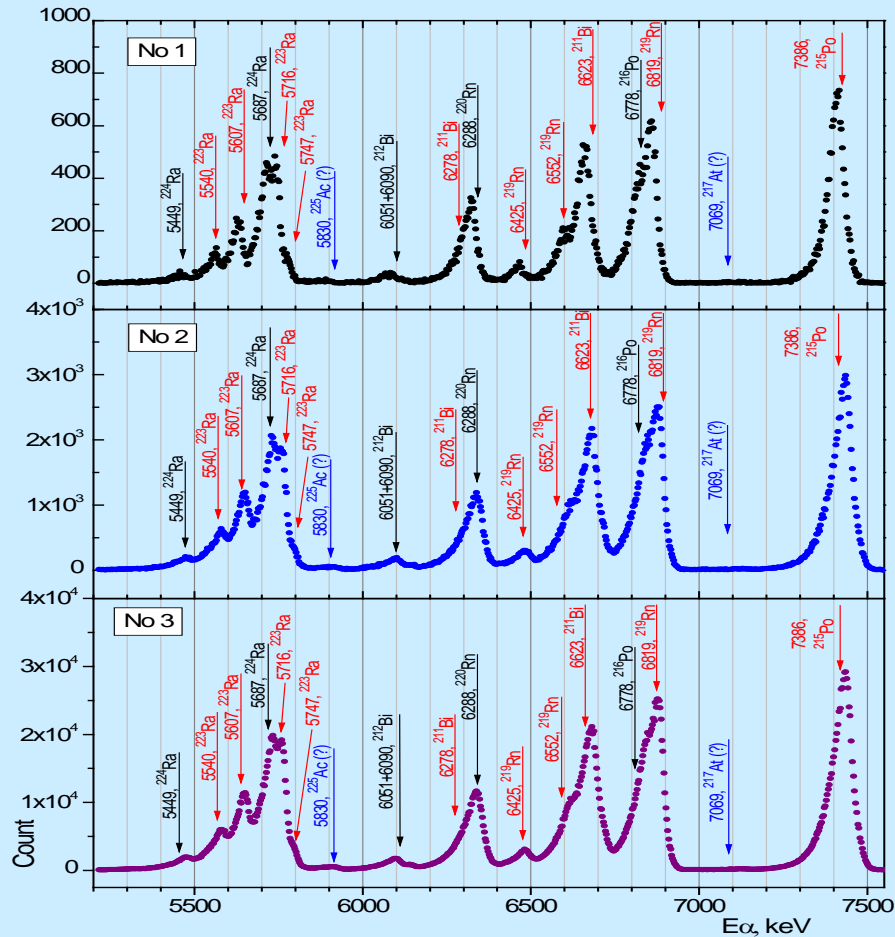 1000
800
600
400
200
0
No 1
5449, ²²⁴Ra
5540, ²²³Ra
5607, ²²³Ra
5687, ²²⁴Ra
5716, ²²³Ra
5747, ²²³Ra
5830, ²²⁵Ac (?)
6051+6090, ²¹²Bi
6278, ²¹¹Bi
6288, ²²⁰Rn
6425, ²¹⁹Rn
6552, ²¹⁹Rn
6623, ²¹¹Bi
6778, ²¹⁶Po
6819, ²¹⁹Rn
7069, ²¹⁷At (?)
7386,
²¹⁵Po
4x10³
3x10³
2x10³
1x10³
0
No 2
5449, ²²⁴Ra
5540, ²²³Ra
5607, ²²³Ra
5687, ²²⁴Ra
5716, ²²³Ra
5747, ²²³Ra
5830, ²²⁵Ac (?)
6051+6090, ²¹²Bi
6278, ²¹¹Bi
6288, ²²⁰Rn
6425, ²¹⁹Rn
6552, ²¹⁹Rn
6623, ²¹¹Bi
6778, ²¹⁶Po
6819, ²¹⁹Rn
7069, ²¹⁷At (?)
7386,
²¹⁵Po
4x10⁴
3x10⁴
2x10⁴
1x10⁴
0
Count
No 3
5449, ²²⁴Ra
5540, ²²³Ra
5607, ²²³Ra
5687, ²²⁴Ra
5716, ²²³Ra
5747, ²²³Ra
5830, ²²⁵Ac (?)
6051+6090, ²¹²Bi
6278, ²¹¹Bi
6288, ²²⁰Rn
6425, ²¹⁹Rn
6552, ²¹⁹Rn
6623, ²¹¹Bi
6778, ²¹⁶Po
6819, ²¹⁹Rn
7069, ²¹⁷At (?)
7386,
²¹⁵Po
5500 6000 6500 7000 7500
Eα, keV